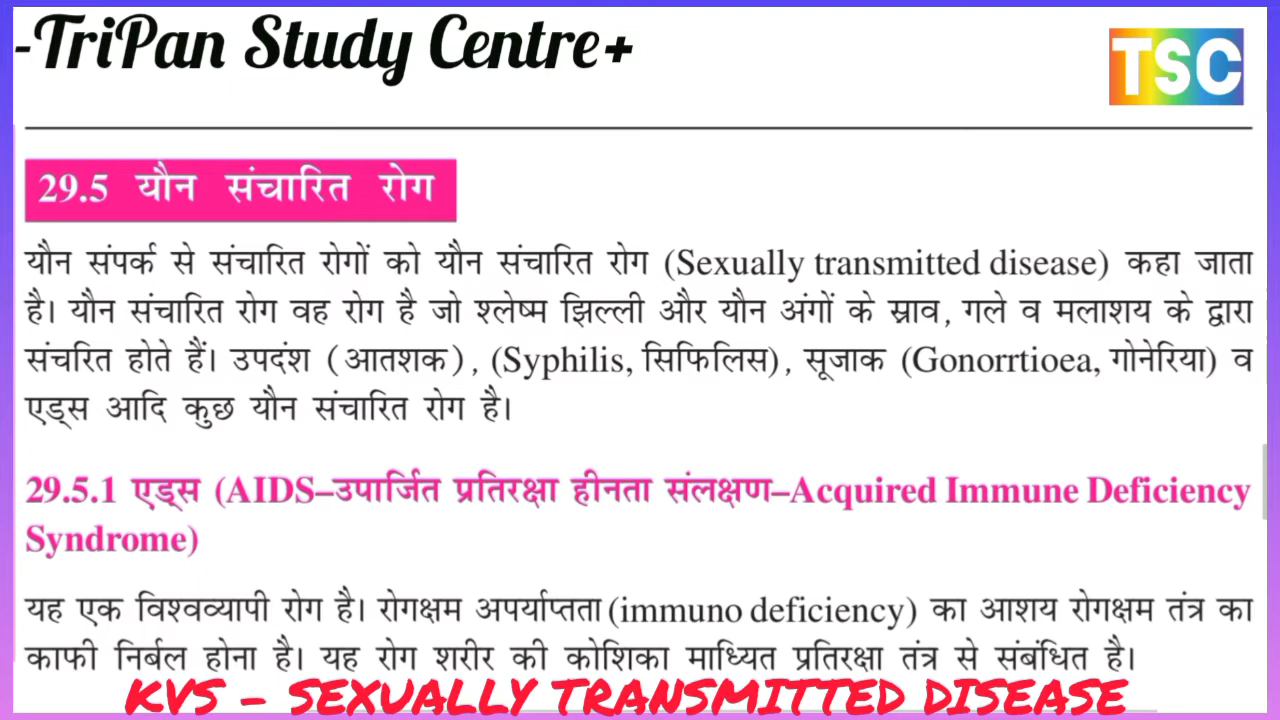 -TriPan Study Centre+
TSC
29.5 यौन संचारित रोग
यौन संपर्क से संचारित रोगों को यौन संचारित रोग (Sexually transmitted disease) कहा जाता
है। यौन संचारित रोग वह रोग है जो श्लेष्म झिल्ली और यौन अंगों के स्राव, गले व मलाशय के द्वारा
संचरित होते हैं। उपदंश (आतशक), (Syphilis, सिफिलिस), सूजाक (Gonorrtioea, गोनेरिया) व
एड्स आदि कुछ यौन संचारित रोग है।
29.5.1 एड्स (AIDS–उपार्जित प्रतिरक्षा हीनता संलक्षण–Acquired Immune Deficiency
Syndrome)
यह एक विश्वव्यापी रोग है। रोगक्षम अपर्याप्तता (immuno deficiency) का आशय रोगक्षम तंत्र का
काफी निर्बल होना है। यह रोग शरीर की कोशिका माध्यित प्रतिरक्षा तंत्र से संबंधित है।
KVS - SEXUALLY TRANSMITTED DISEASE